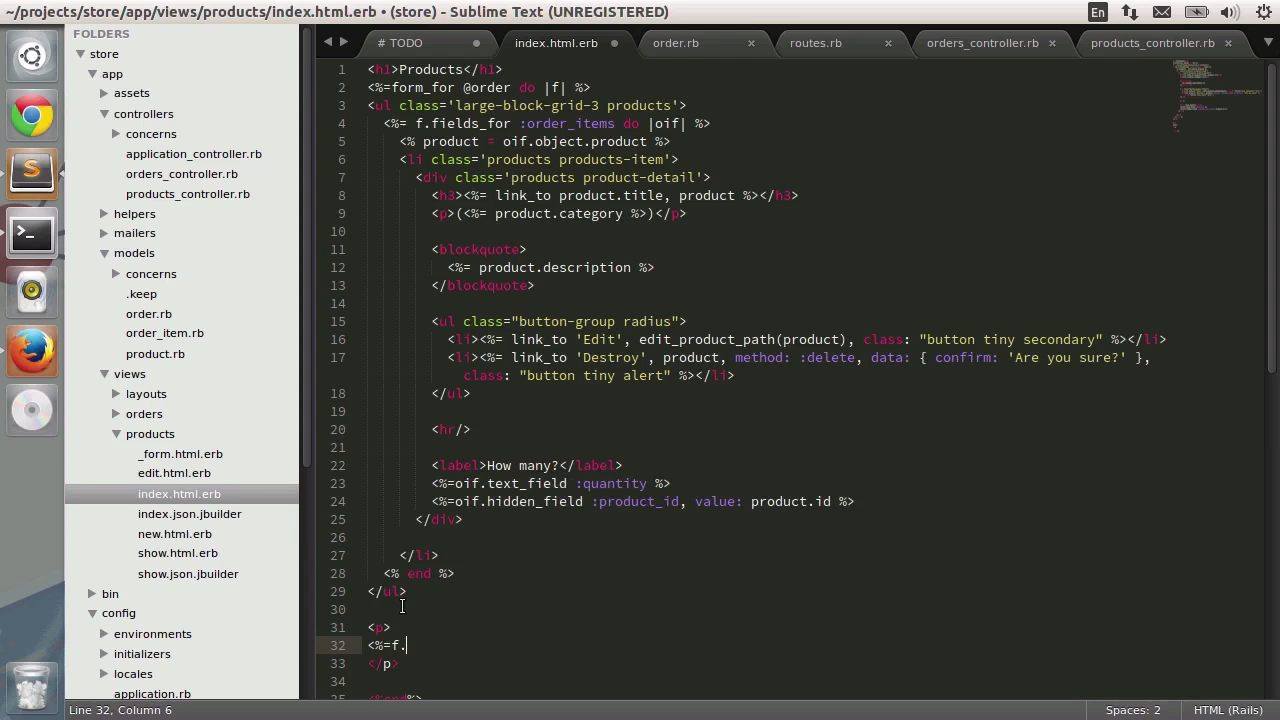 ~/projects/store/app/views/products/index.html.erb • (store) - Sublime Text (UNREGISTERED)
En
FOLDERS
store
app
assets
controllers
concerns
application_controller.rb
orders_controller.rb
products_controller.rb
helpers
mailers
models
concerns
.keep
order.rb
order_item.rb
product.rb
views
layouts
orders
products
_form.html.erb
edit.html.erb
index.html.erb
index.json.jbuilder
new.html.erb
show.html.erb
show.json.jbuilder
bin
config
environments
initializers
locales
application.rb
# TODO
index.html.erb
order.rb
routes.rb
orders_controller.rb
products_controller.rb
1 <h1>Products</h1>
2 <%=form_for @order do |f| %>
3 <ul class='large-block-grid-3 products'>
4 <%= f.fields_for :order_items do |oif| %>
5 <% product = oif.object.product %>
6 <li class='products products-item'>
7 <div class='products product-detail'>
8 <h3><%= link_to product.title, product %></h3>
9 <p>(<%= product.category %>)</p>
10
11 <blockquote>
12 <%= product.description %>
13 </blockquote>
14
15 <ul class="button-group radius">
16 <li><%= link_to 'Edit', edit_product_path(product), class: "button tiny secondary" %></li>
17 <li><%= link_to 'Destroy', product, method: :delete, data: { confirm: 'Are you sure?' },
class: "button tiny alert" %></li>
18 </ul>
19
20 <hr/>
21
22 <label>How many?</label>
23 <%=oif.text_field :quantity %>
24 <%=oif.hidden_field :product_id, value: product.id %>
25 </div>
26
27 </li>
28 <% end %>
29 </ul>
30
31 <p>
32 <%=f.
33 </p>
34
35 <%end%>
Line 32, Column 6
Spaces: 2
HTML (Rails)